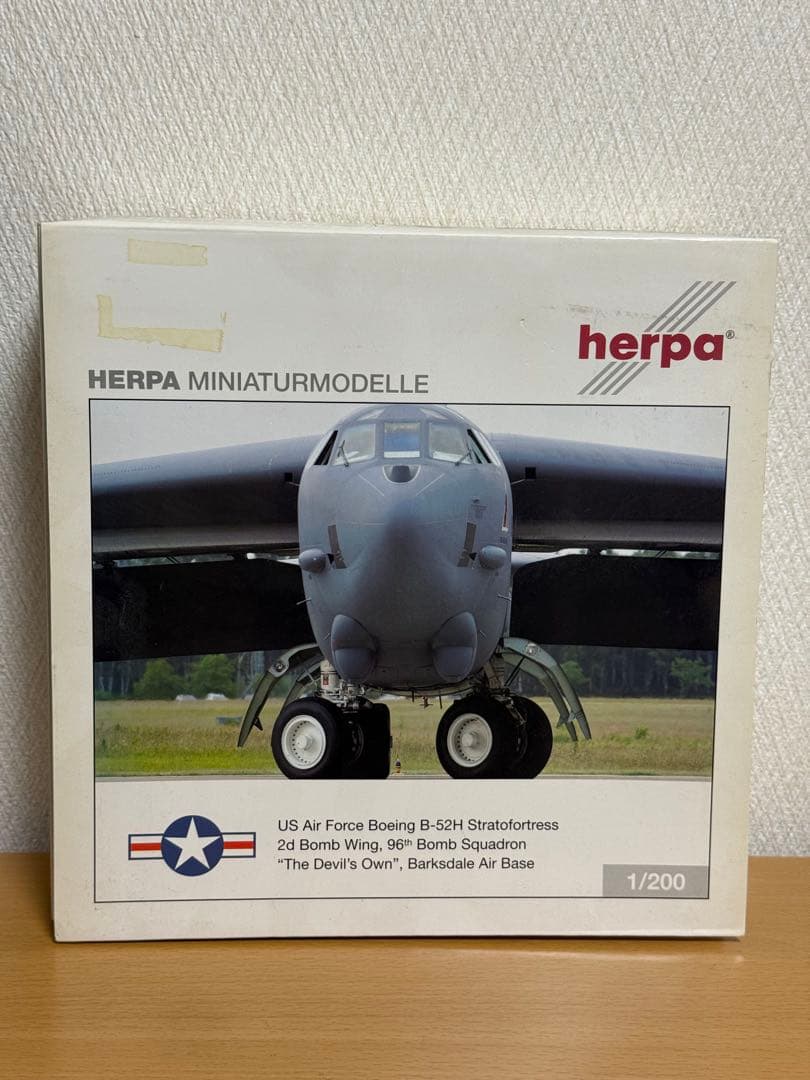 herpa®
HERPA MINIATURMODELLE
US Air Force Boeing B-52H Stratofortress
2d Bomb Wing, 96th Bomb Squadron
“The Devil’s Own”, Barksdale Air Base
1/200